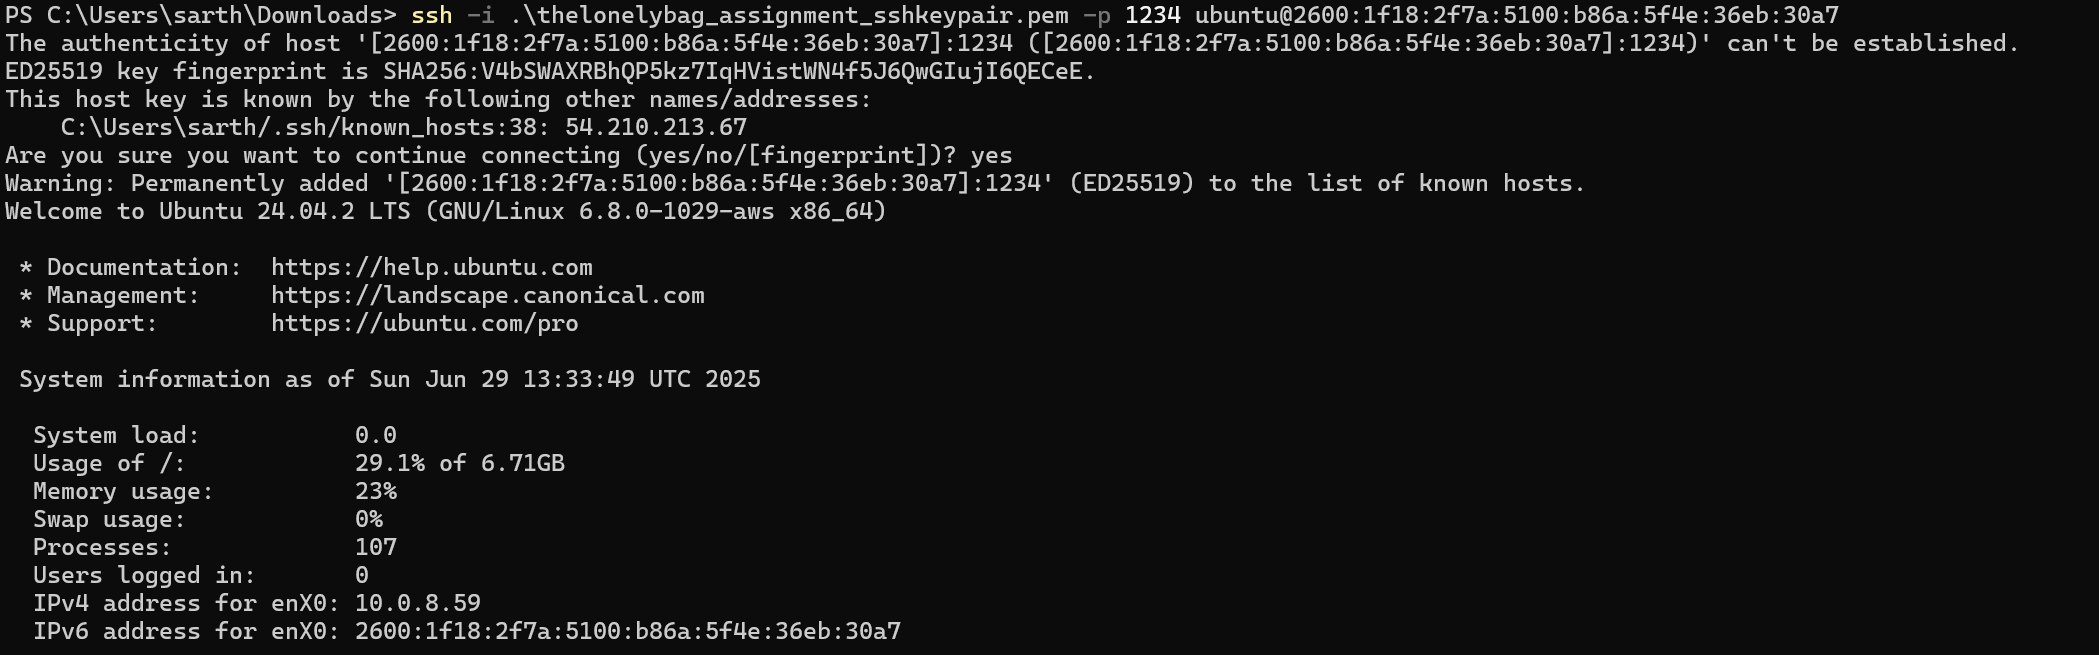 PS C:\Users\sarth\Downloads> ssh -i .\thelonelybag_assignment_sshkeypair.pem -p 1234 ubuntu@2600:1f18:2f7a:5100:b86a:5f4e:36eb:30a7
The authenticity of host '[2600:1f18:2f7a:5100:b86a:5f4e:36eb:30a7]:1234 ([2600:1f18:2f7a:5100:b86a:5f4e:36eb:30a7]:1234)' can't be established.
ED25519 key fingerprint is SHA256:V4bSWAXRBhQP5kz7IqHVistWN4f5J6QwGIujI6QECeE.
This host key is known by the following other names/addresses:
    C:\Users\sarth/.ssh/known_hosts:38: 54.210.213.67
Are you sure you want to continue connecting (yes/no/[fingerprint])? yes
Warning: Permanently added '[2600:1f18:2f7a:5100:b86a:5f4e:36eb:30a7]:1234' (ED25519) to the list of known hosts.
Welcome to Ubuntu 24.04.2 LTS (GNU/Linux 6.8.0-1029-aws x86_64)

 * Documentation:  https://help.ubuntu.com
 * Management:     https://landscape.canonical.com
 * Support:        https://ubuntu.com/pro

 System information as of Sun Jun 29 13:33:49 UTC 2025

  System load:           0.0
  Usage of /:            29.1% of 6.71GB
  Memory usage:          23%
  Swap usage:            0%
  Processes:             107
  Users logged in:       0
  IPv4 address for enX0: 10.0.8.59
  IPv6 address for enX0: 2600:1f18:2f7a:5100:b86a:5f4e:36eb:30a7